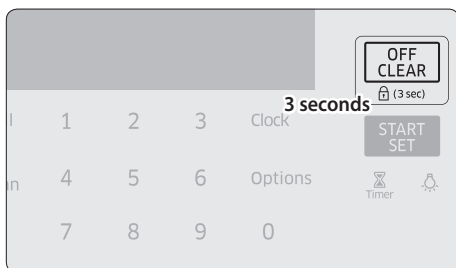 OFF
CLEAR
(3 sec)
3 seconds
1 2 3 Clock
START
SET
4 5 6 Options
Timer
7 8 9 0